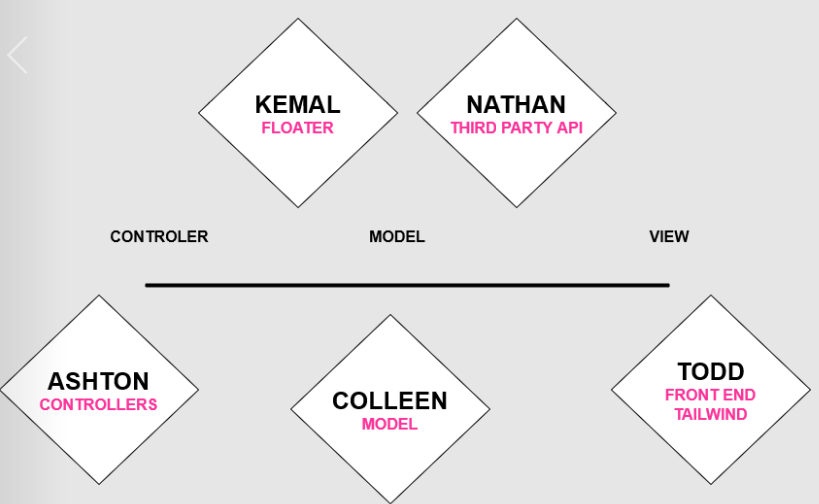 KEMAL
FLOATER
NATHAN
THIRD PARTY API
CONTROLER
MODEL
VIEW
ASHTON
CONTROLLERS
COLLEEN
MODEL
TODD
FRONT END
TAILWIND